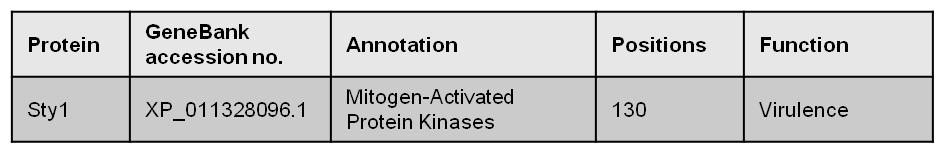 Protein
GeneBank
accession no.
Annotation
Positions
Function
Sty1
XP_011328096.1
Mitogen-Activated
Protein Kinases
130
Virulence